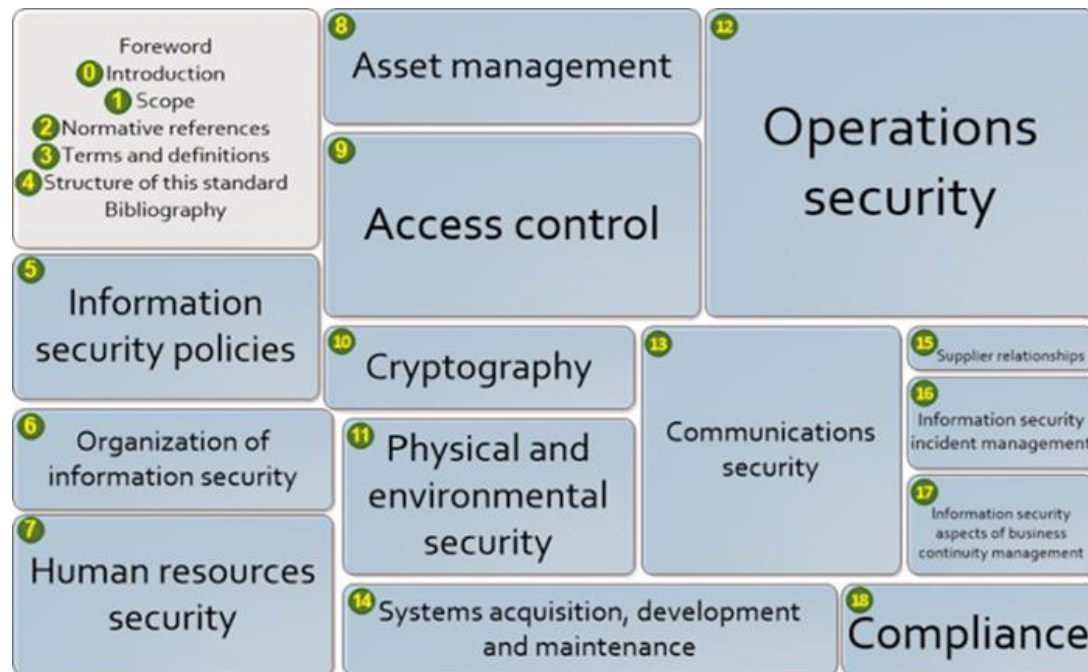 Foreword
0 Introduction
1 Scope
2 Normative references
3 Terms and definitions
4 Structure of this standard
Bibliography
5
Information
security policies
6
Organization of
information security
7
Human resources
security
8
Asset management
9
Access control
10
Cryptography
11
Physical and
environmental
security
12
Operations
security
13
Communications
security
14
Systems acquisition, development
and maintenance
15
Supplier relationships
16
Information security
incident management
17
Information security
aspects of business
continuity management
18
Compliance